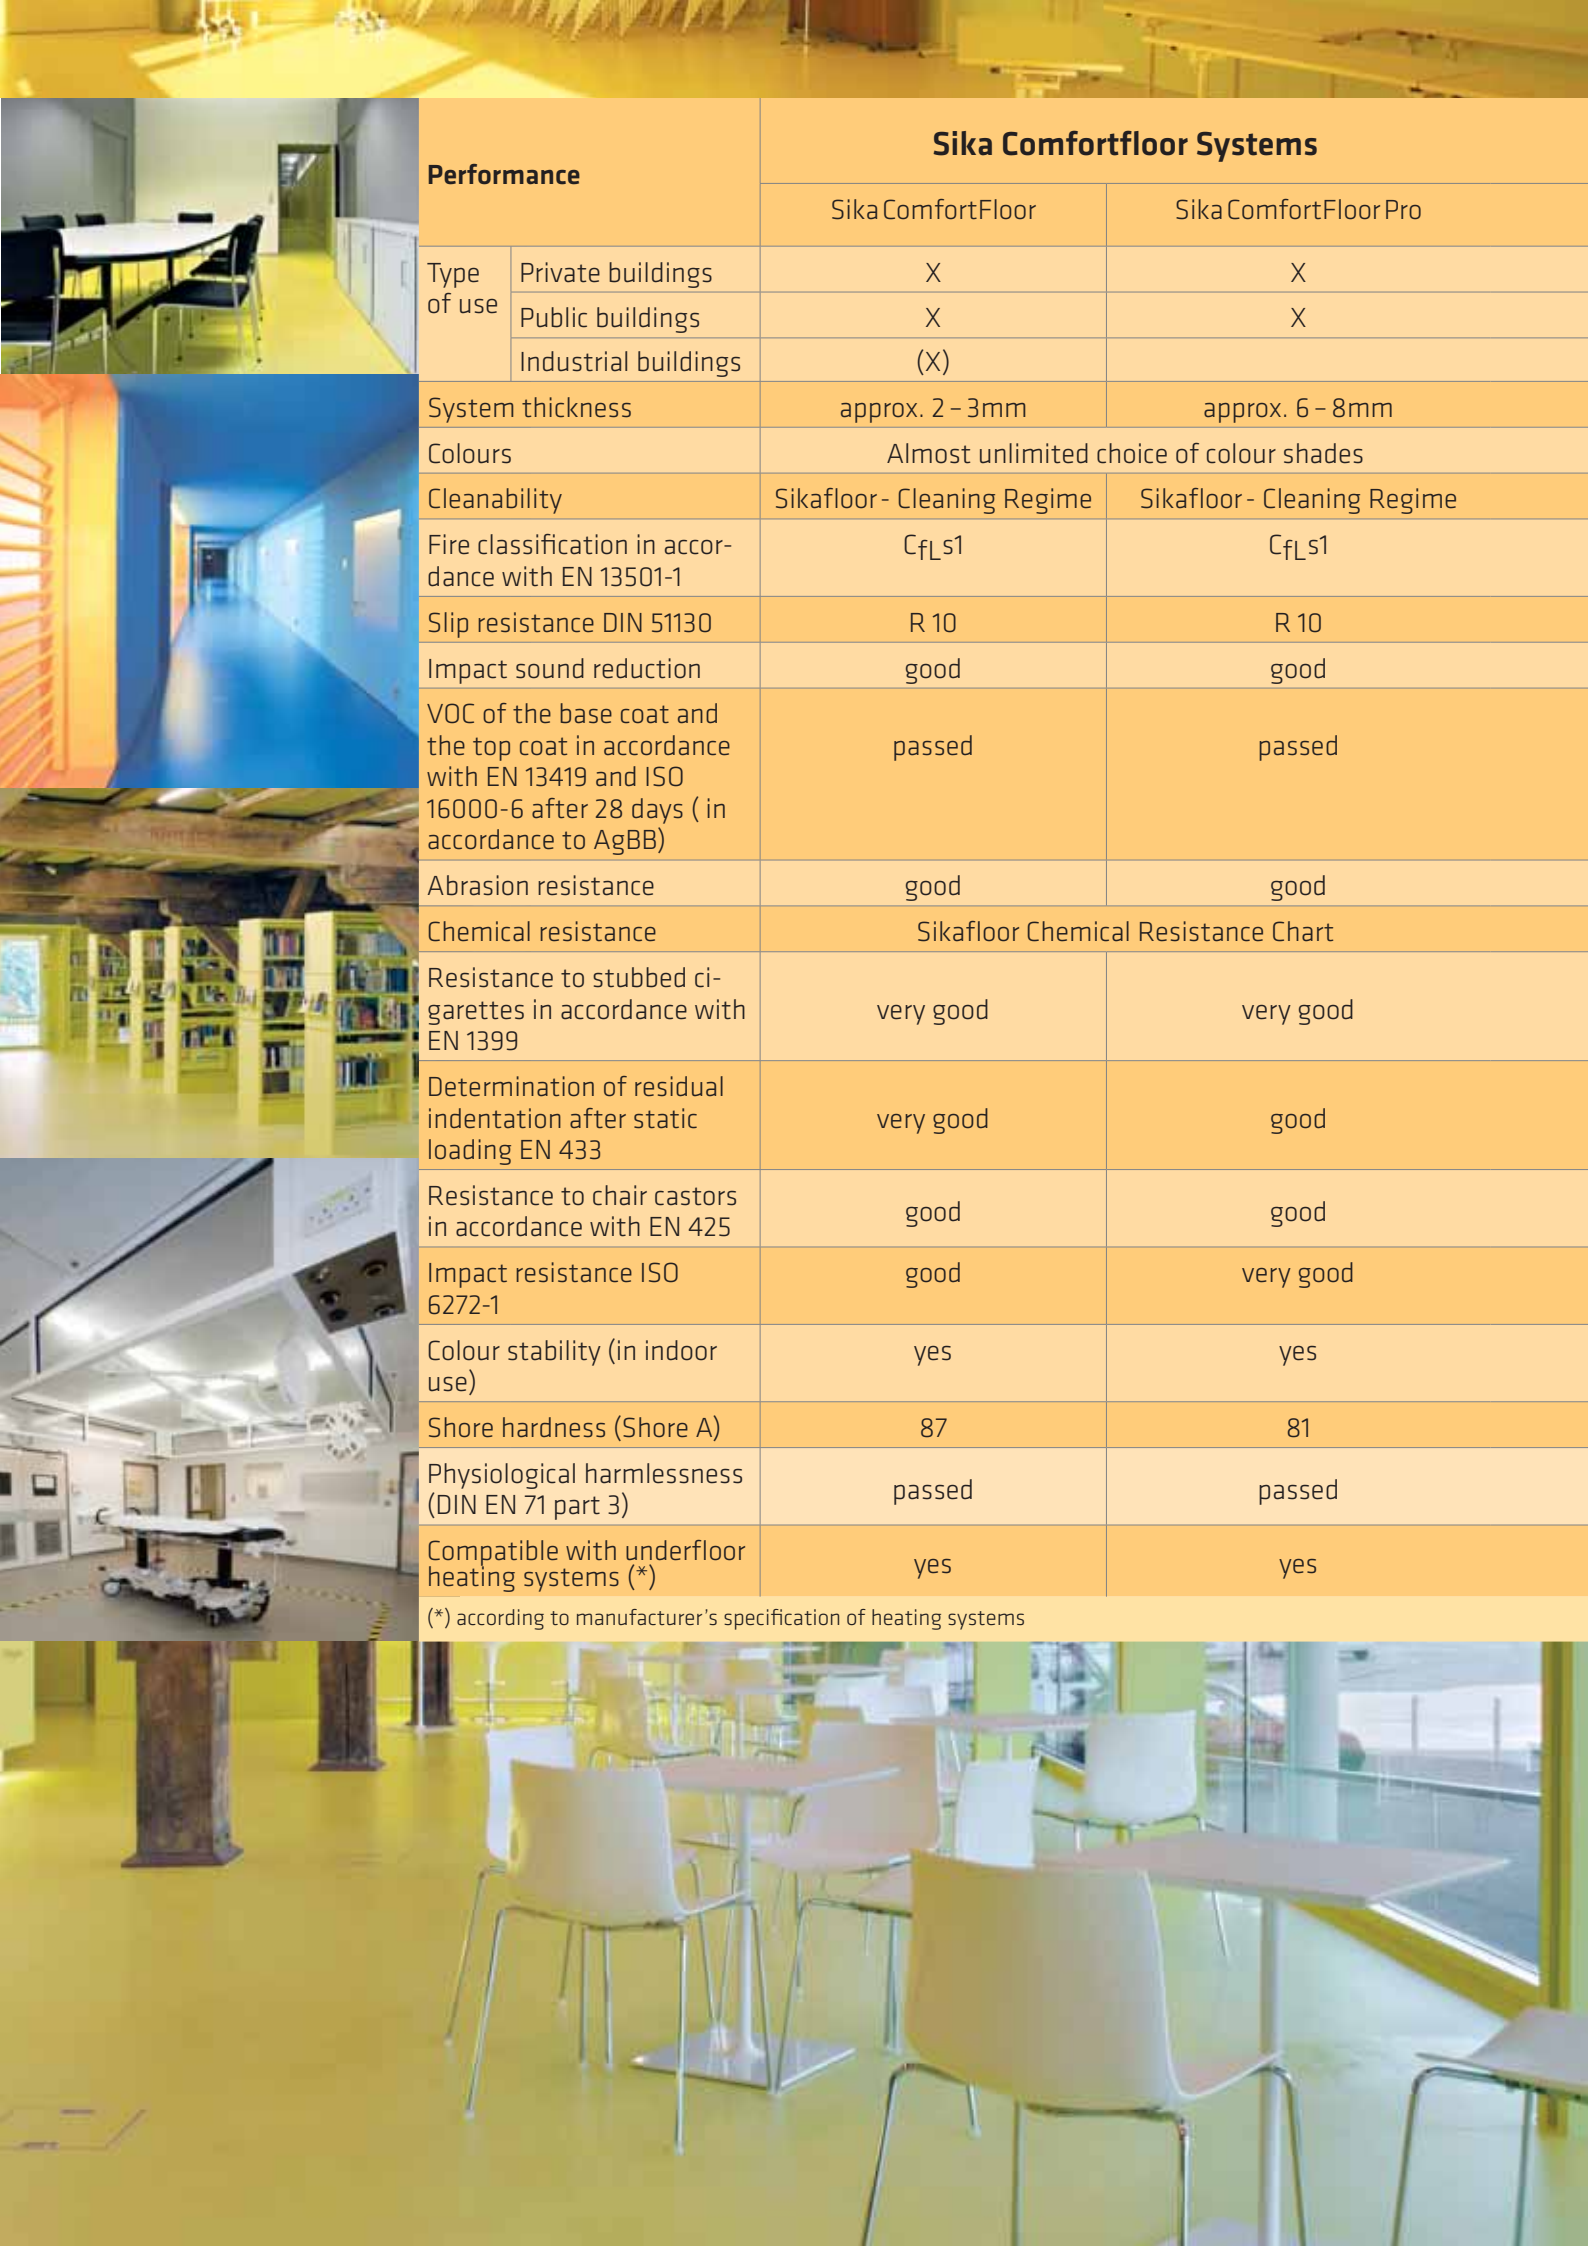 Performance
Sika Comfortfloor Systems
Sika ComfortFloor
Sika ComfortFloor Pro
Type
of use
Private buildings
X
X
Public buildings
X
X
Industrial buildings
(X)
System thickness
approx. 2 – 3mm
approx. 6 – 8mm
Colours
Almost unlimited choice of colour shades
Cleanability
Sikafloor - Cleaning Regime
Sikafloor - Cleaning Regime
Fire classification in accor-
dance with EN 13501-1
CfLs1
CfLs1
Slip resistance DIN 51130
R 10
R 10
Impact sound reduction
good
good
VOC of the base coat and
the top coat in accordance
with EN 13419 and ISO
16000-6 after 28 days ( in
accordance to AgBB)
passed
passed
Abrasion resistance
good
good
Chemical resistance
Sikafloor Chemical Resistance Chart
Resistance to stubbed ci-
garettes in accordance with
EN 1399
very good
very good
Determination of residual
indentation after static
loading EN 433
very good
good
Resistance to chair castors
in accordance with EN 425
good
good
Impact resistance ISO
6272-1
good
very good
Colour stability (in indoor
use)
yes
yes
Shore hardness (Shore A)
87
81
Physiological harmlessness
(DIN EN 71 part 3)
passed
passed
Compatible with underfloor
heating systems (*)
yes
yes
(*) according to manufacturer's specification of heating systems